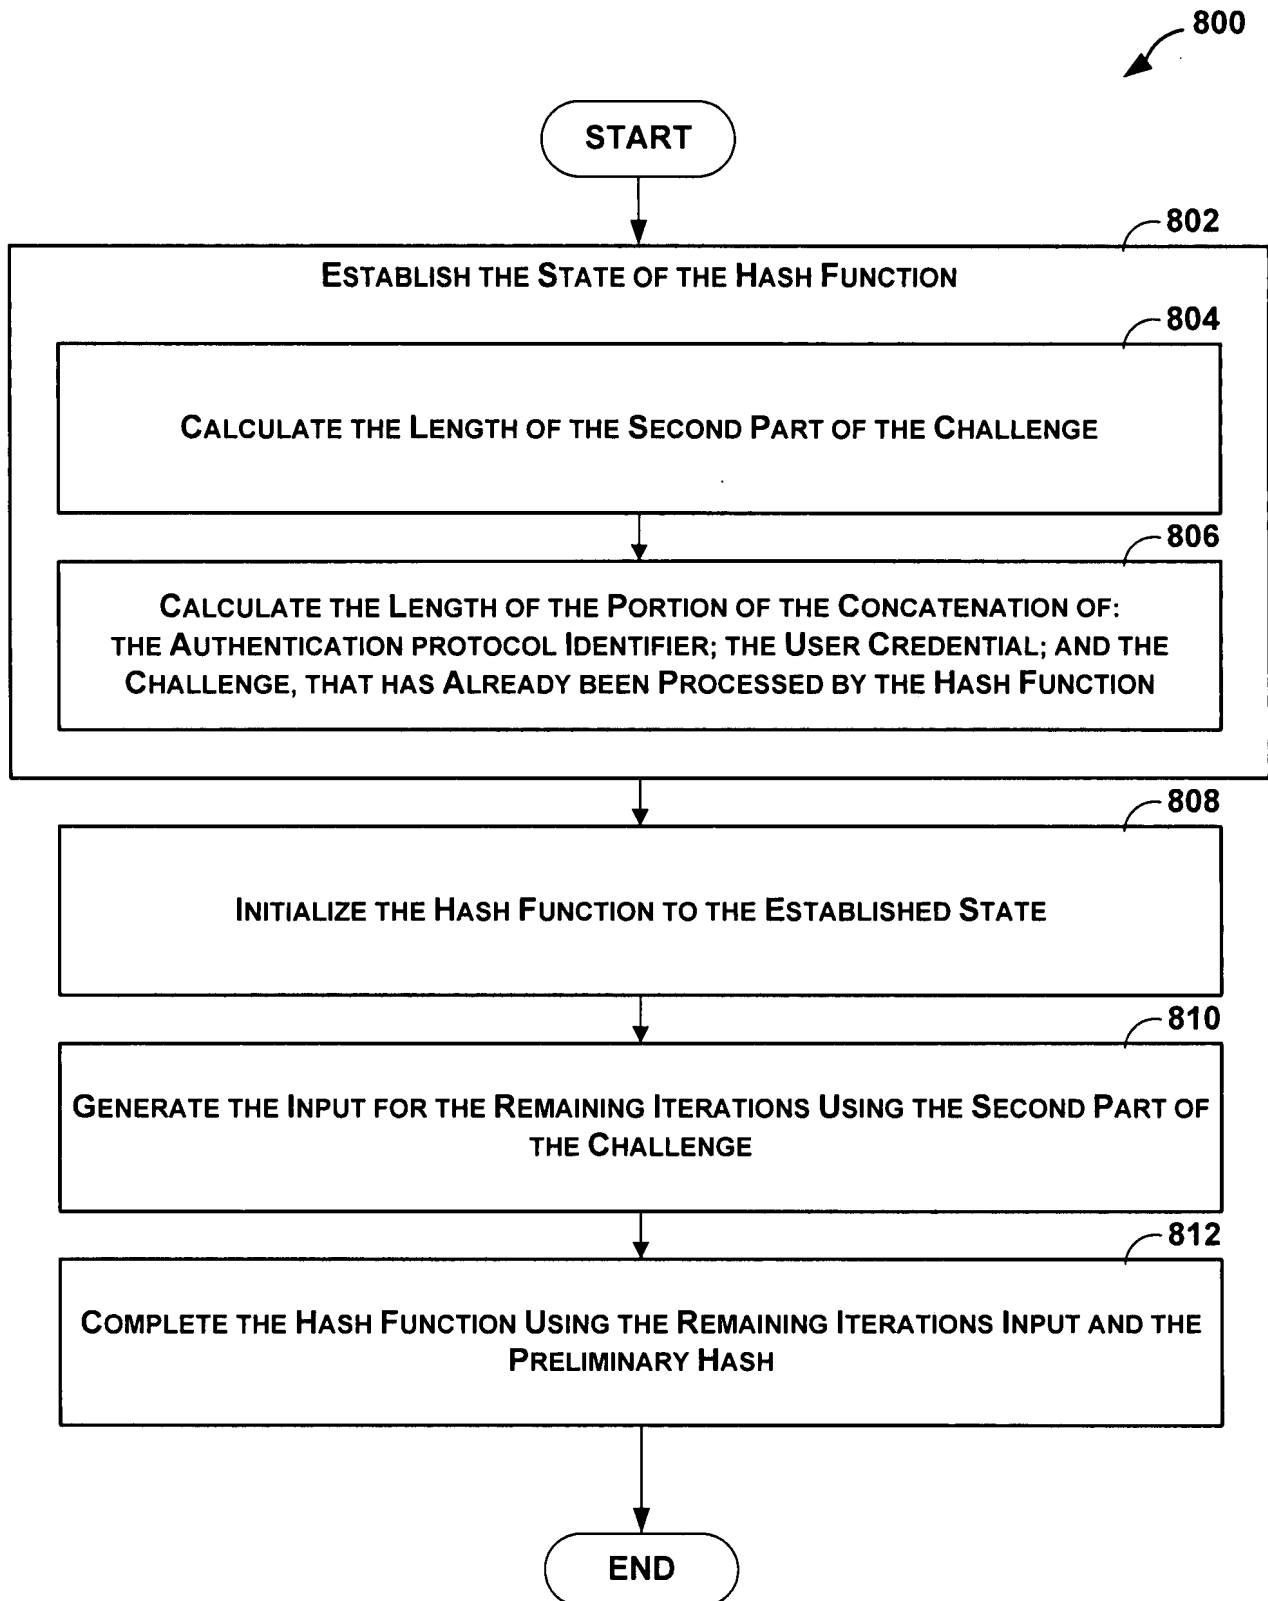 800
START
802
ESTABLISH THE STATE OF THE HASH FUNCTION
804
CALCULATE THE LENGTH OF THE SECOND PART OF THE CHALLENGE
806
CALCULATE THE LENGTH OF THE PORTION OF THE CONCATENATION OF:
THE AUTHENTICATION PROTOCOL IDENTIFIER; THE USER CREDENTIAL; AND THE
CHALLENGE, THAT HAS ALREADY BEEN PROCESSED BY THE HASH FUNCTION
808
INITIALIZE THE HASH FUNCTION TO THE ESTABLISHED STATE
810
GENERATE THE INPUT FOR THE REMAINING ITERATIONS USING THE SECOND PART OF
THE CHALLENGE
812
COMPLETE THE HASH FUNCTION USING THE REMAINING ITERATIONS INPUT AND THE
PRELIMINARY HASH
END